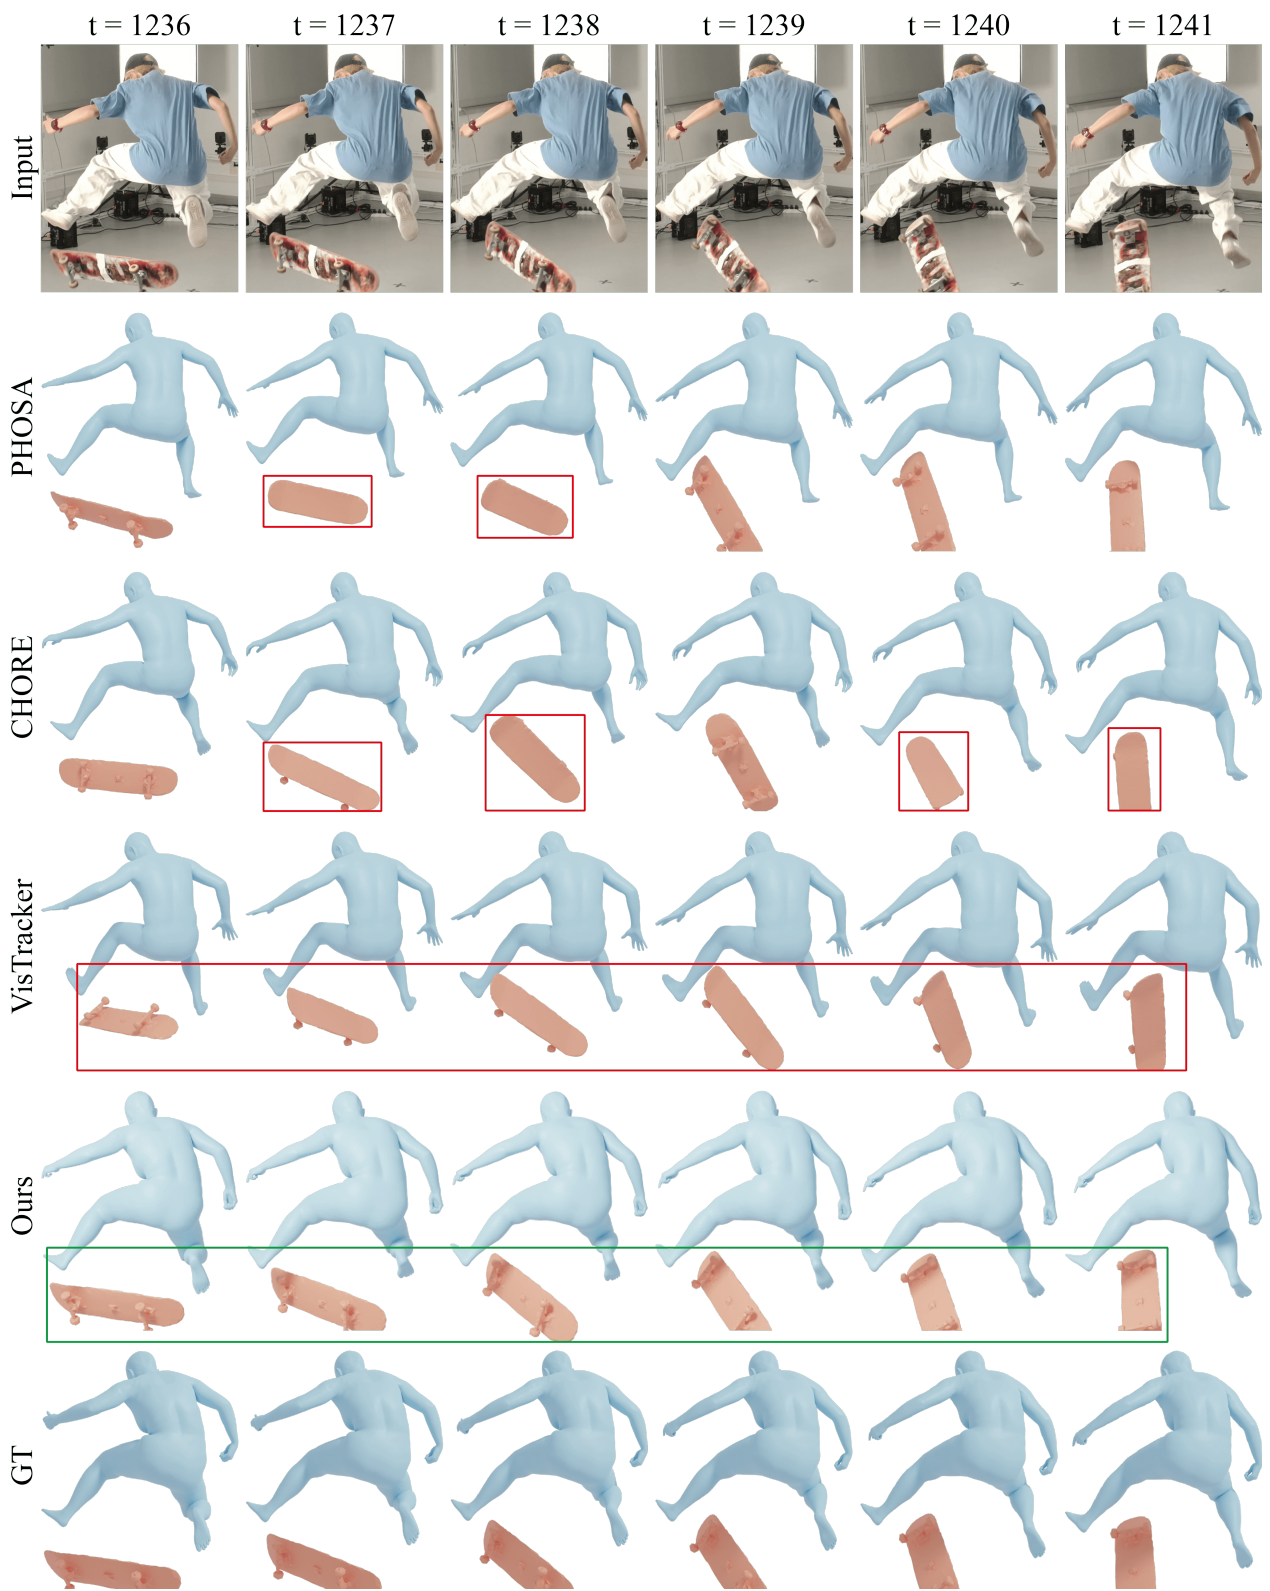 t = 1236 t = 1237 t = 1238 t = 1239 t = 1240 t = 1241
Input
PHOSA
CHORE
VisTracker
Ours
GT